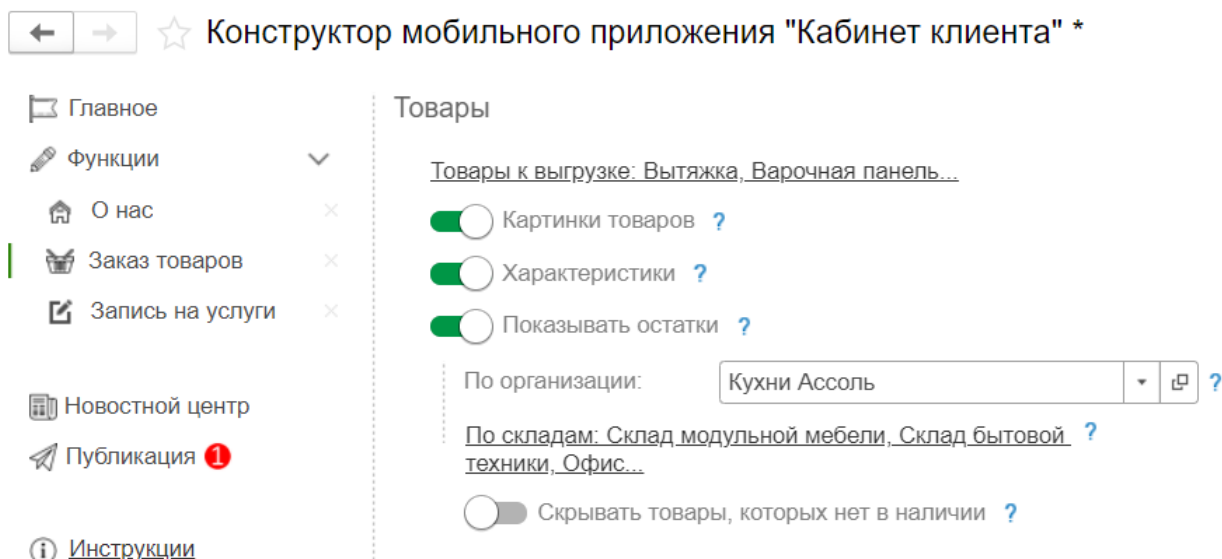 Конструктор мобильного приложения "Кабинет клиента" *
Главное
Функции
О нас
Заказ товаров
Запись на услуги
Новостной центр
Публикация 1
Инструкции
Товары
Товары к выгрузке: Вытяжка, Варочная панель...
Картинки товаров ?
Характеристики ?
Показывать остатки ?
По организации: Кухни Ассоль ?
По складам: Склад модульной мебели, Склад бытовой ?
техники, Офис...
Скрывать товары, которых нет в наличии ?